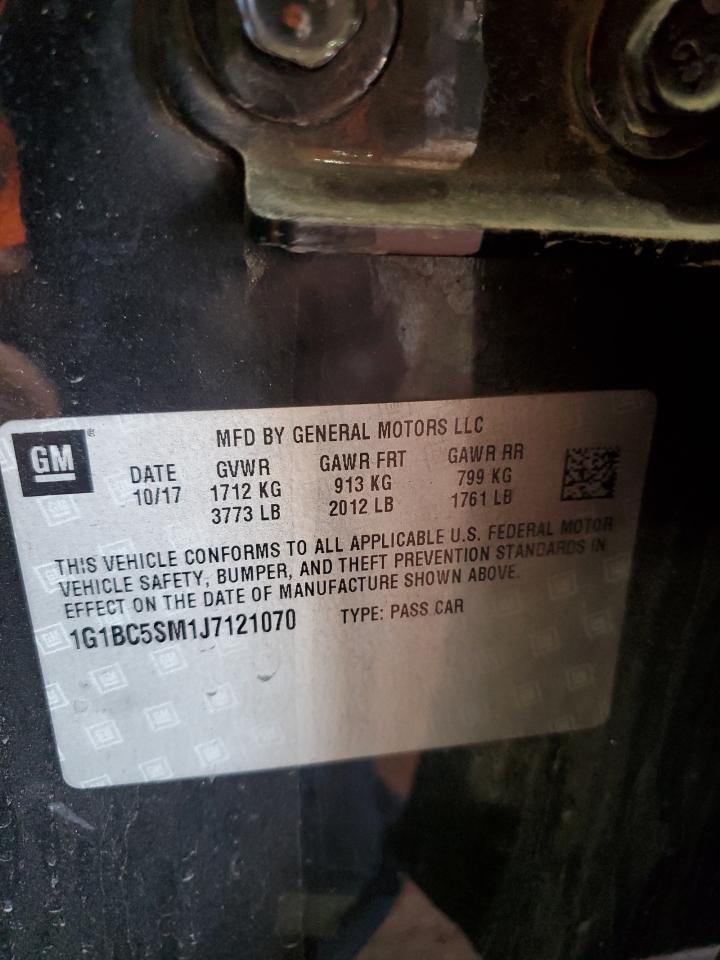 GM
MFD BY GENERAL MOTORS LLC
DATE GVWR GAWR FRT GAWR RR
10/17 1712 KG 913 KG 799 KG
3773 LB 2012 LB 1761 LB
THIS VEHICLE CONFORMS TO ALL APPLICABLE U.S. FEDERAL MOTOR
VEHICLE SAFETY, BUMPER, AND THEFT PREVENTION STANDARDS IN
EFFECT ON THE DATE OF MANUFACTURE SHOWN ABOVE.
1G1BC5SM1J7121070 TYPE: PASS CAR